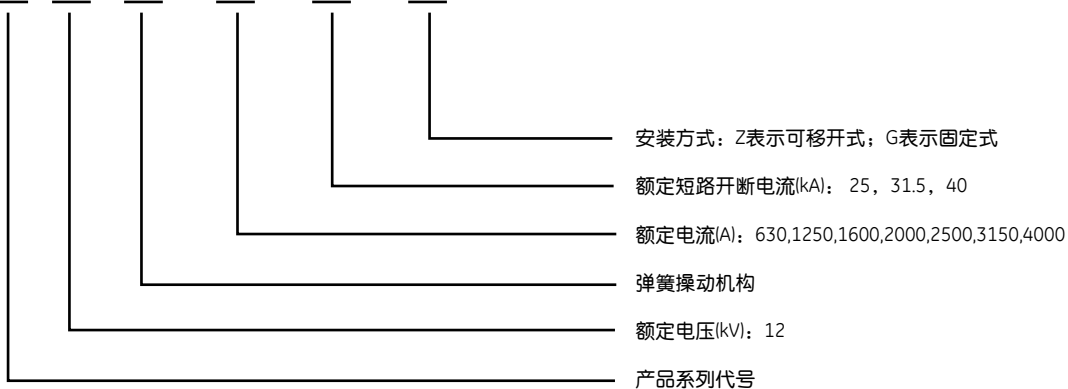 安装方式：Z表示可移开式；G表示固定式
额定短路开断电流(kA)： 25，31.5，40
额定电流(A)：630,1250,1600,2000,2500,3150,4000
弹簧操动机构
额定电压(kV)：12
产品系列代号